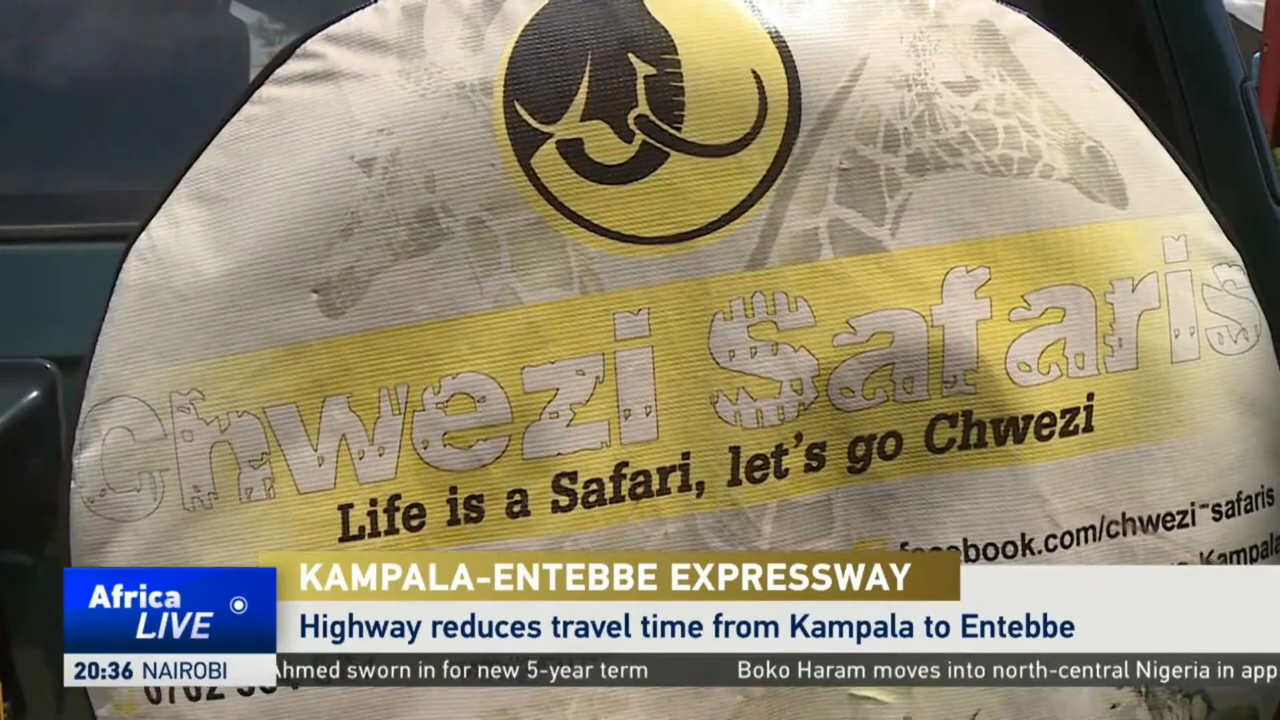 Chwezi Safaris
Life is a Safari, let's go Chwezi
facebook.com/chwezi-safaris
Kampala
KAMPALA-ENTEBBE EXPRESSWAY
Africa
LIVE
Highway reduces travel time from Kampala to Entebbe
20:36 NAIROBI
Ahmed sworn in for new 5-year term
Boko Haram moves into north-central Nigeria in app